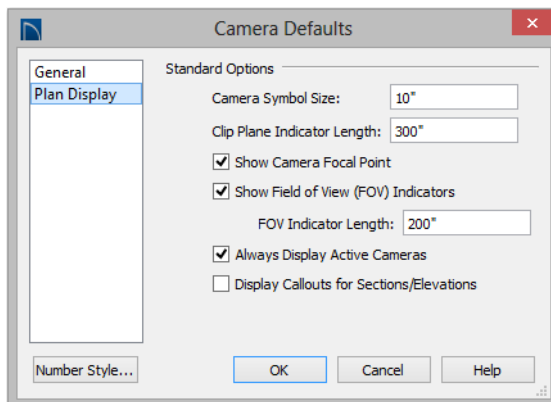 Camera Defaults
General
Plan Display
Standard Options
Camera Symbol Size: 10"
Clip Plane Indicator Length: 300"
Show Camera Focal Point
Show Field of View (FOV) Indicators
FOV Indicator Length: 200"
Always Display Active Cameras
Display Callouts for Sections/Elevations
Number Style... OK Cancel Help